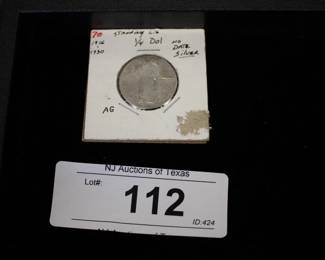 70 Standing Lib
1916 1/4 Dol NO
1930 DATE
Silver
AG
NJ Auctions of Texas
Lot#:
112
ID:424